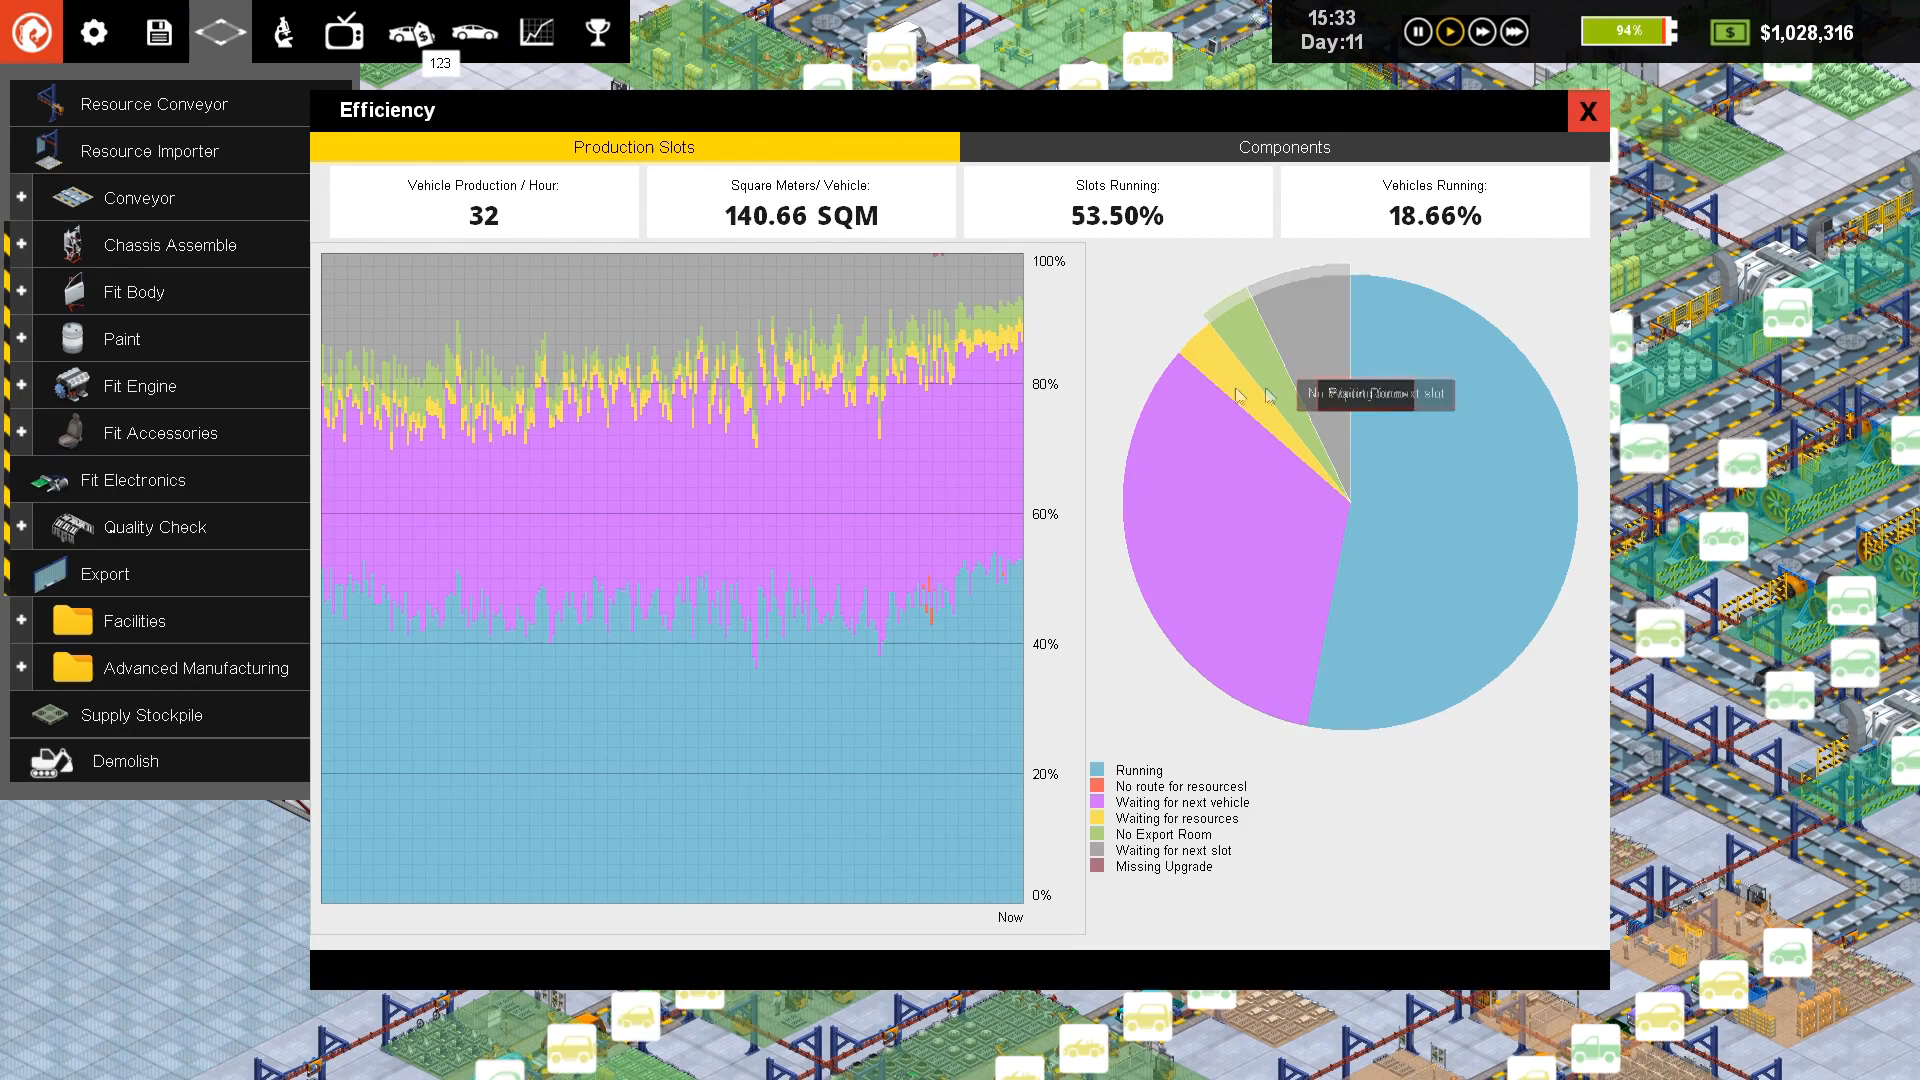 15:33
Day:11
94%
$1,028,316
123
Resource Conveyor
Resource Importer
Conveyor
Chassis Assemble
Fit Body
Paint
Fit Engine
Fit Accessories
Fit Electronics
Quality Check
Export
Facilities
Advanced Manufacturing
Supply Stockpile
Demolish
Efficiency
X
Production Slots
Components
Vehicle Production / Hour:
32
Square Meters/ Vehicle:
140.66 SQM
Slots Running:
53.50%
Vehicles Running:
18.66%
100%
80%
60%
40%
20%
0%
Now
Running
No route for resources!
Waiting for next vehicle
Waiting for resources
No Export Room
Waiting for next slot
Missing Upgrade